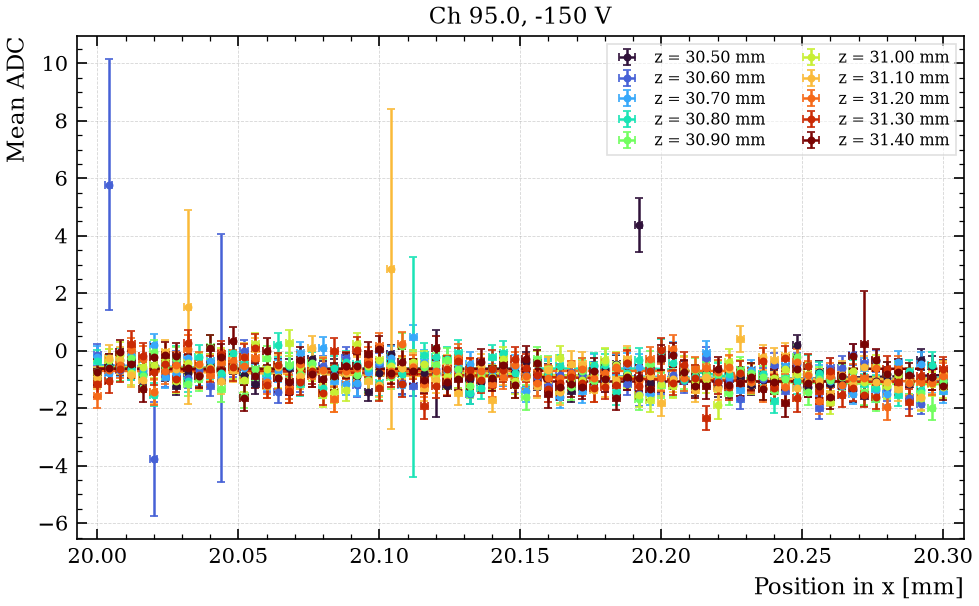 Ch 95.0, -150 V
Mean ADC
10
8
6
4
2
0
−2
−4
−6
z = 30.50 mm
z = 30.60 mm
z = 30.70 mm
z = 30.80 mm
z = 30.90 mm
z = 31.00 mm
z = 31.10 mm
z = 31.20 mm
z = 31.30 mm
z = 31.40 mm
20.00 20.05 20.10 20.15 20.20 20.25 20.30
Position in x [mm]